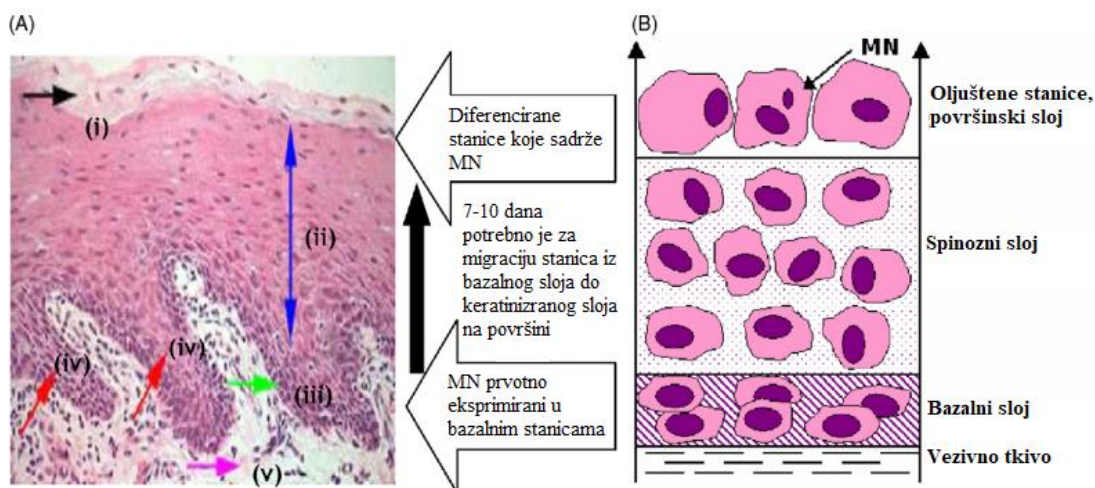 (A)
(i)
(ii)
(iii)
(iv)
(iv)
(v)
Diferencirane
stanice koje sadrže
MN
7-10 dana
potrebno je za
migraciju stanica iz
bazalnog sloja do
keratiniziranog sloja
na površini
MN prvotno
eksprimirani u
bazalnim stanicama
(B)
MN
Oljuštene stanice,
površinski sloj
Spinozni sloj
Bazalni sloj
Vezivno tkivo